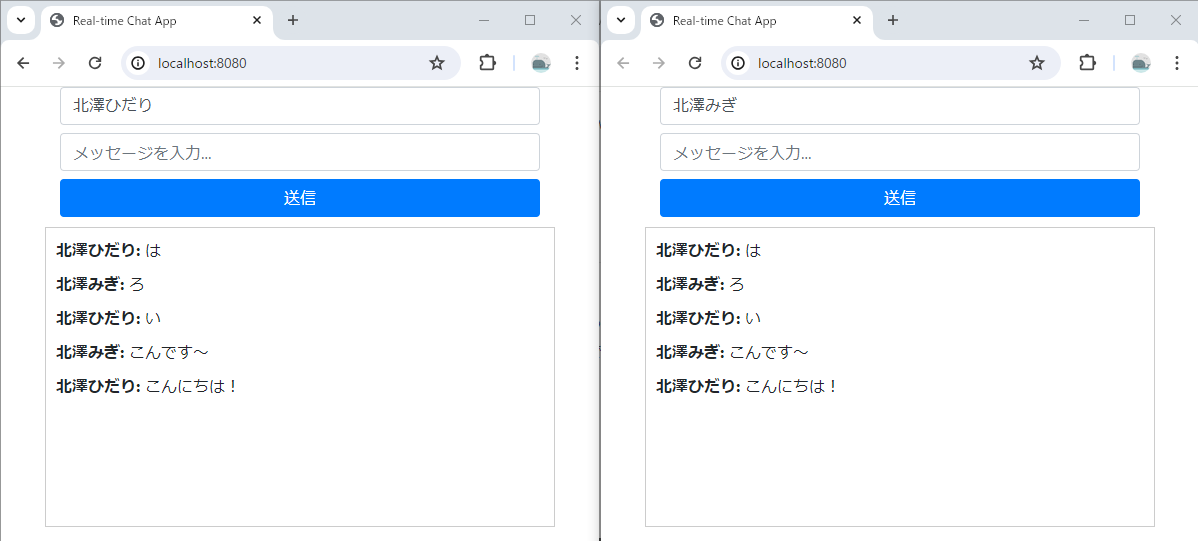 Real-time Chat App
localhost:8080
北澤ひだり
メッセージを入力...
送信
北澤ひだり: は
北澤みぎ: ろ
北澤ひだり: い
北澤みぎ: こんです～
北澤ひだり: こんにちは！
Real-time Chat App
localhost:8080
北澤みぎ
メッセージを入力...
送信
北澤ひだり: は
北澤みぎ: ろ
北澤ひだり: い
北澤みぎ: こんです～
北澤ひだり: こんにちは！